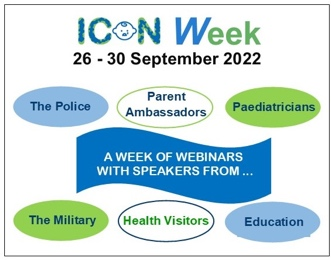 ICON Week
26 - 30 September 2022
The Police
Parent
Ambassadors
Paediatricians
A WEEK OF WEBINARS
WITH SPEAKERS FROM ...
The Military
Health Visitors
Education